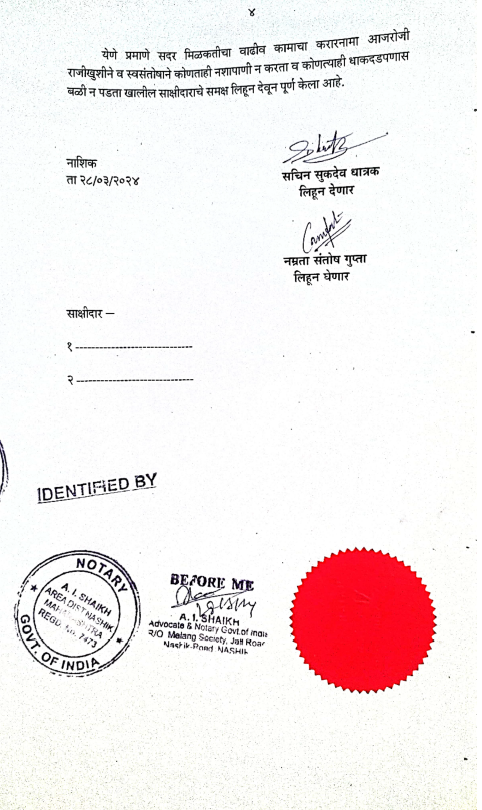 ४
येणे प्रमाणे सदर मिळकतीचा वाढीव कामाचा करारनामा आजरोजी
राजीखुशीने व स्वसंतोषाने कोणताही नशापाणी न करता व कोणत्याही धाकदडपणास
बळी न पडता खालील साक्षीदाराचे समक्ष लिहून देवून पूर्ण केला आहे.
नाशिक
ता २८/०३/२०२४
सचिन सुकदेव धात्रक
लिहून देणार
नम्रता संतोष गुप्ता
लिहून घेणार
साक्षीदार –
१ ----------------------------
२ ----------------------------
IDENTIFIED BY
NOTARY
A. I. SHAIKH
AREA DIST. NASHIK
MAHARASHTRA
REGD. No. 7473
GOVT. OF INDIA
BEFORE ME
A. I. SHAIKH
Advocate & Notary Govt.of India
R/O Melang Society, Jail Road
Nashik-Road, NASHIK